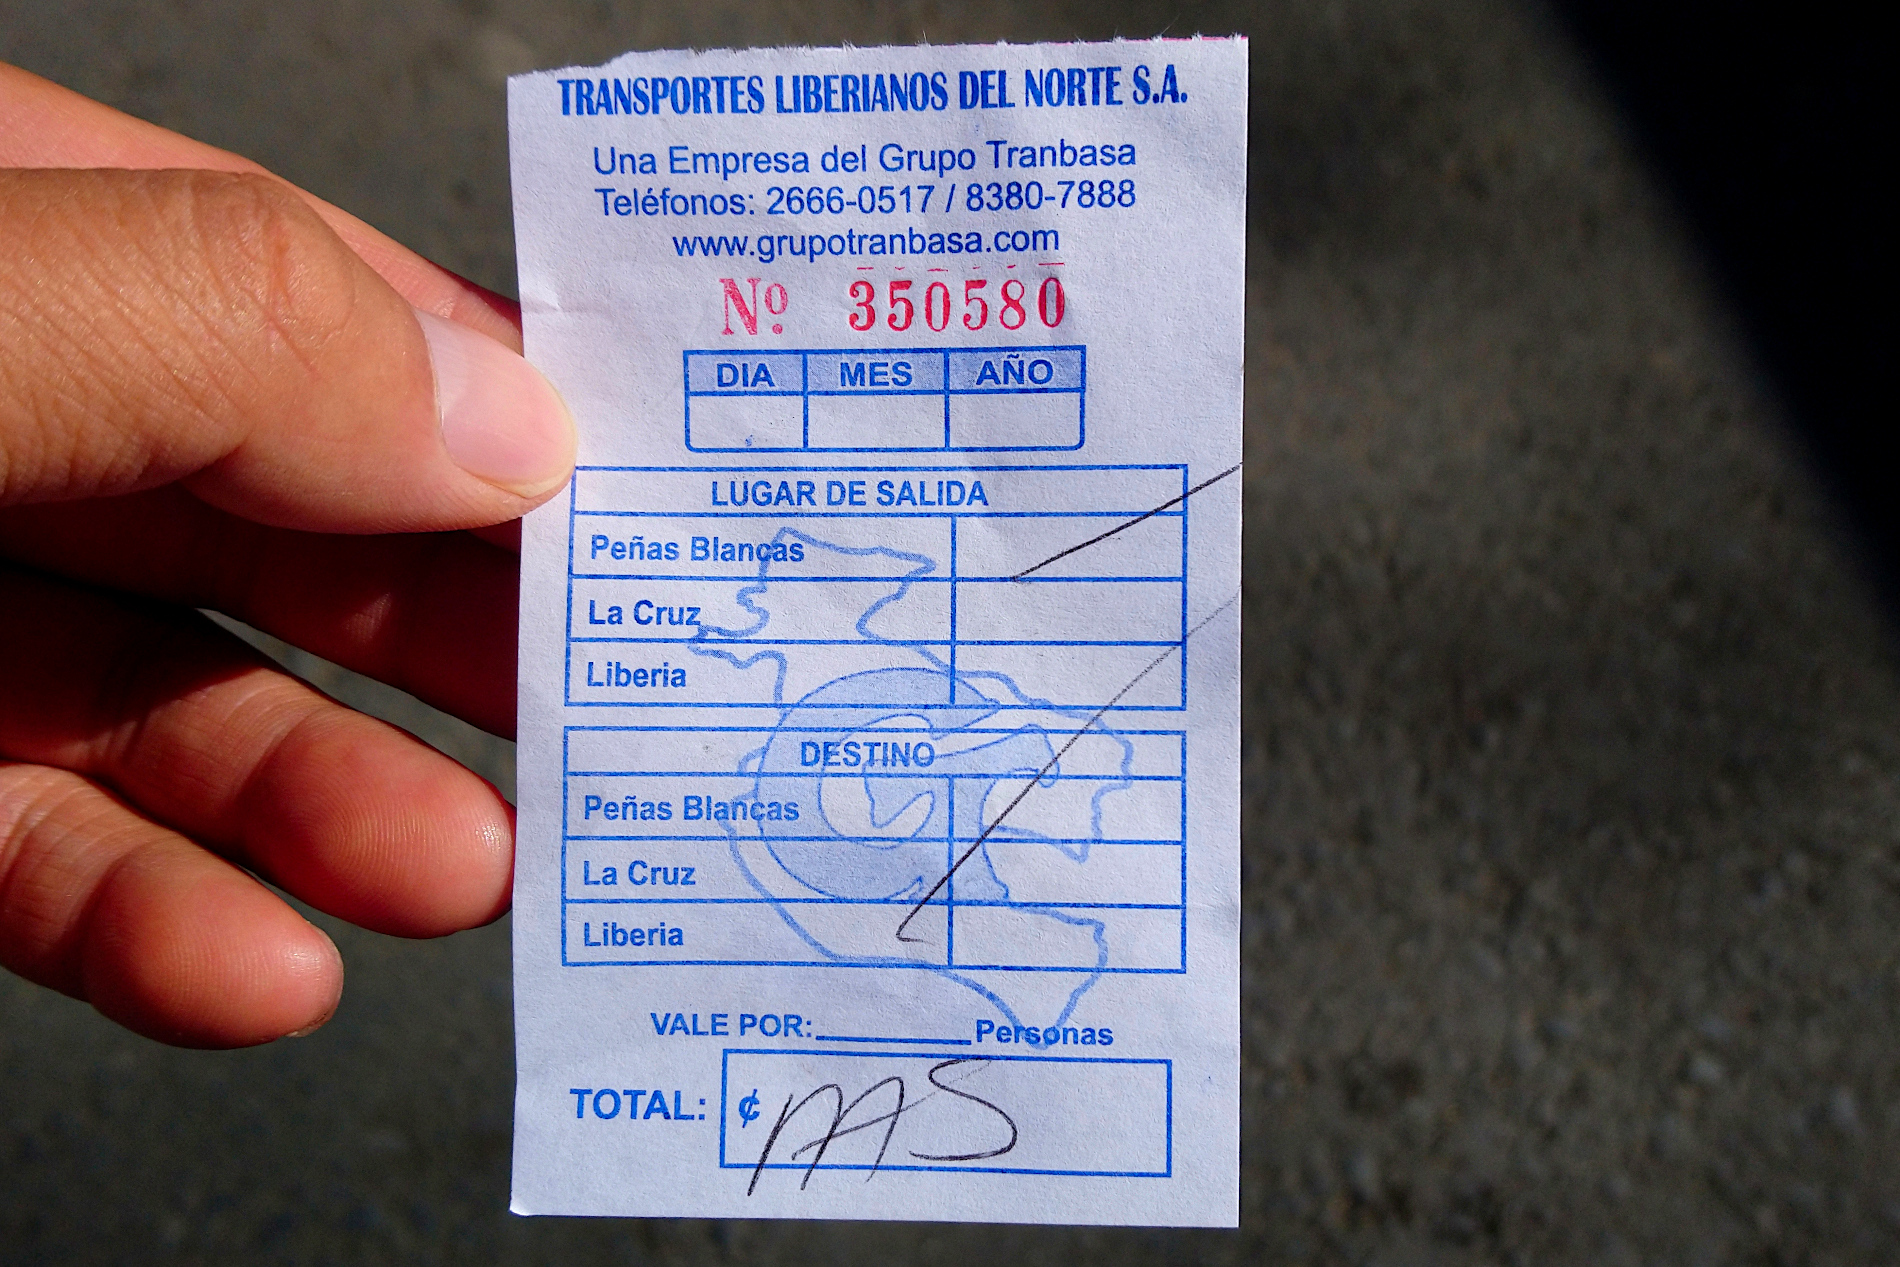 TRANSPORTES LIBERIANOS DEL NORTE S.A.
Una Empresa del Grupo Tranbasa
Teléfonos: 2666-0517 / 8380-7888
www.grupotranbasa.com
Nº 350580
DIA MES AÑO
LUGAR DE SALIDA
Peñas Blancas
La Cruz
Liberia
DESTINO
Peñas Blancas
La Cruz
Liberia
VALE POR:_________Personas
TOTAL: ¢